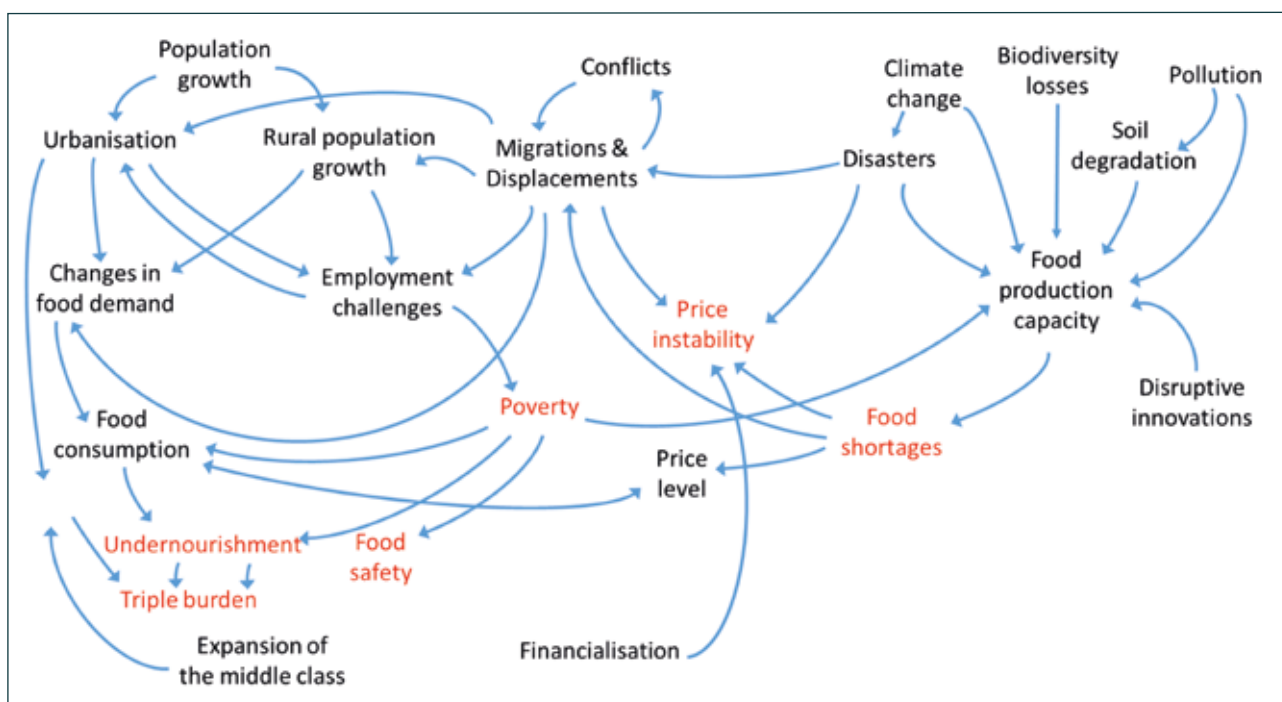 Population
growth
Conflicts
Climate
change
Biodiversity
losses
Pollution
Urbanisation
Rural population
growth
Migrations &
Displacements
Disasters
Soil
degradation
Changes in
food demand
Employment
challenges
Price
instability
Food
production
capacity
Food
consumption
Poverty
Price
level
Food
shortages
Disruptive
innovations
Undernourishment
Food
safety
Triple burden
Expansion of
the middle class
Financialisation